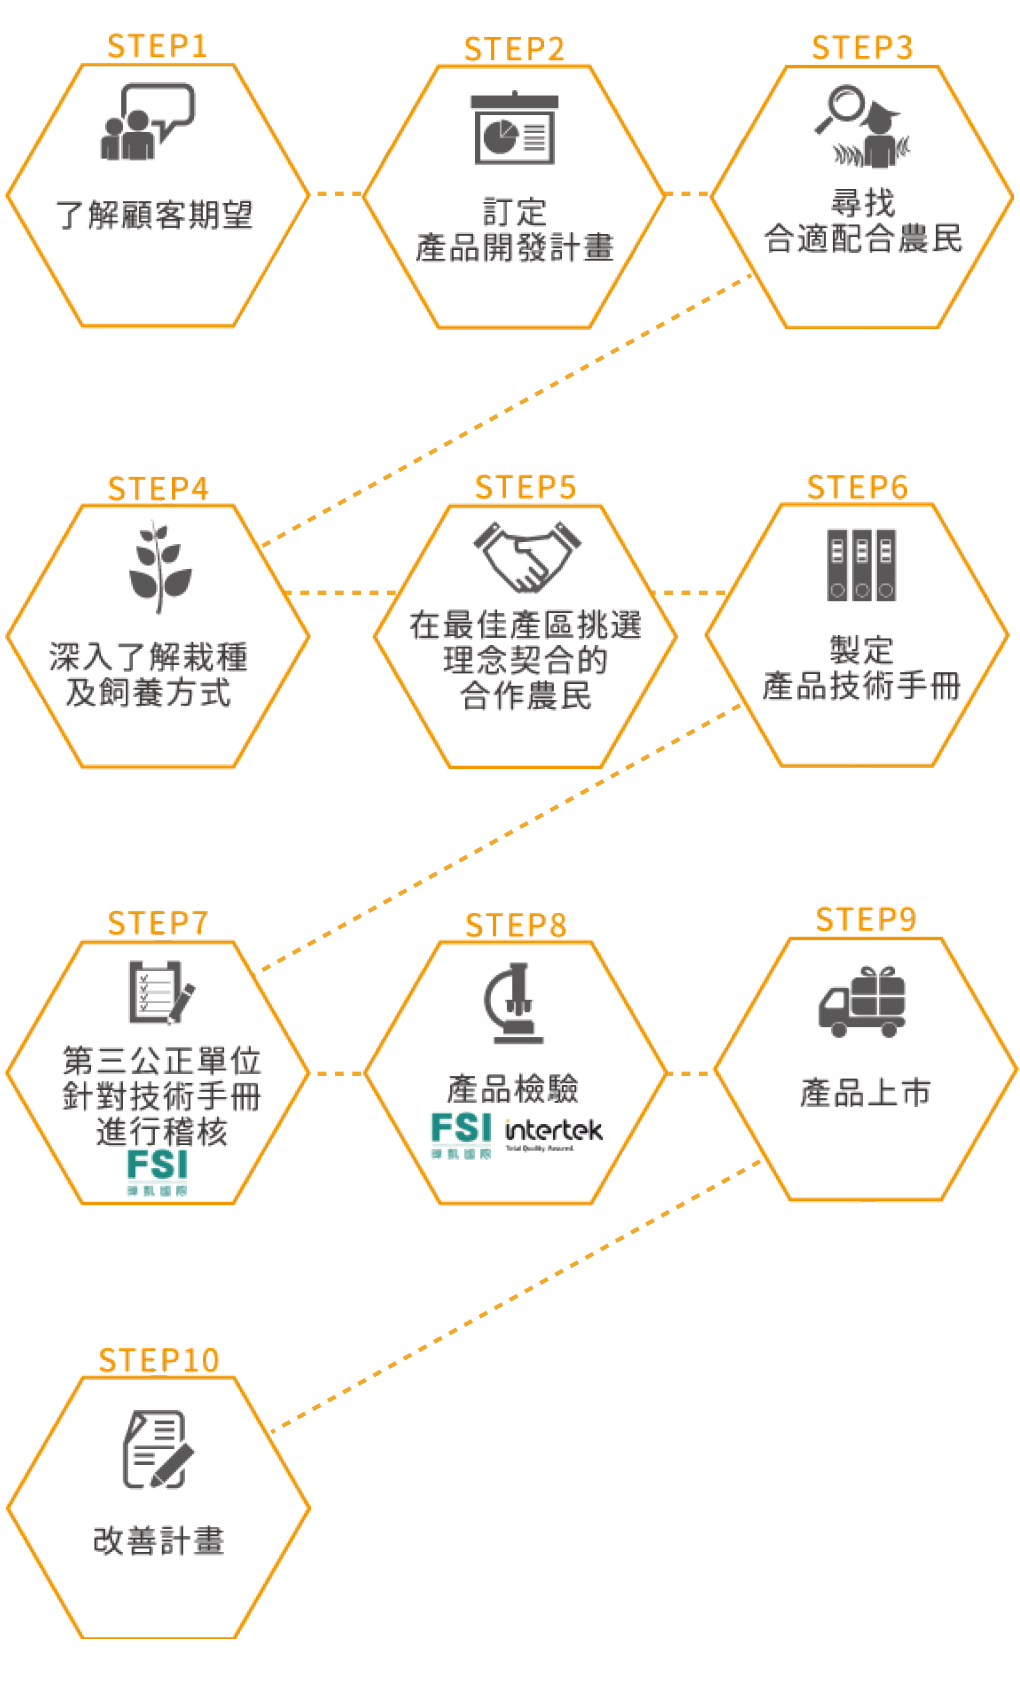 STEP1
了解顧客期望
STEP2
訂定
產品開發計畫
STEP3
尋找
合適配合農民
STEP4
深入了解栽種
及飼養方式
STEP5
在最佳產區挑選
理念契合的
合作農民
STEP6
製定
產品技術手冊
STEP7
第三公正單位
針對技術手冊
進行稽核
FSI
暐凱國際
STEP8
產品檢驗
FSI
暐凱國際
intertek
Total Quality. Assured.
STEP9
產品上市
STEP10
改善計畫